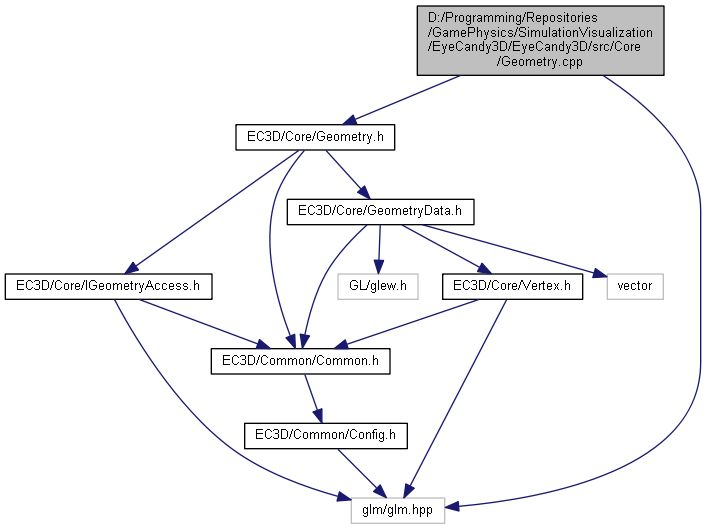 D:/Programming/Repositories
/GamePhysics/SimulationVisualization
/EyeCandy3D/EyeCandy3D/src/Core
/Geometry.cpp
EC3D/Core/Geometry.h
EC3D/Core/GeometryData.h
EC3D/Core/IGeometryAccess.h
GL/glew.h
EC3D/Core/Vertex.h
vector
EC3D/Common/Common.h
EC3D/Common/Config.h
glm/glm.hpp